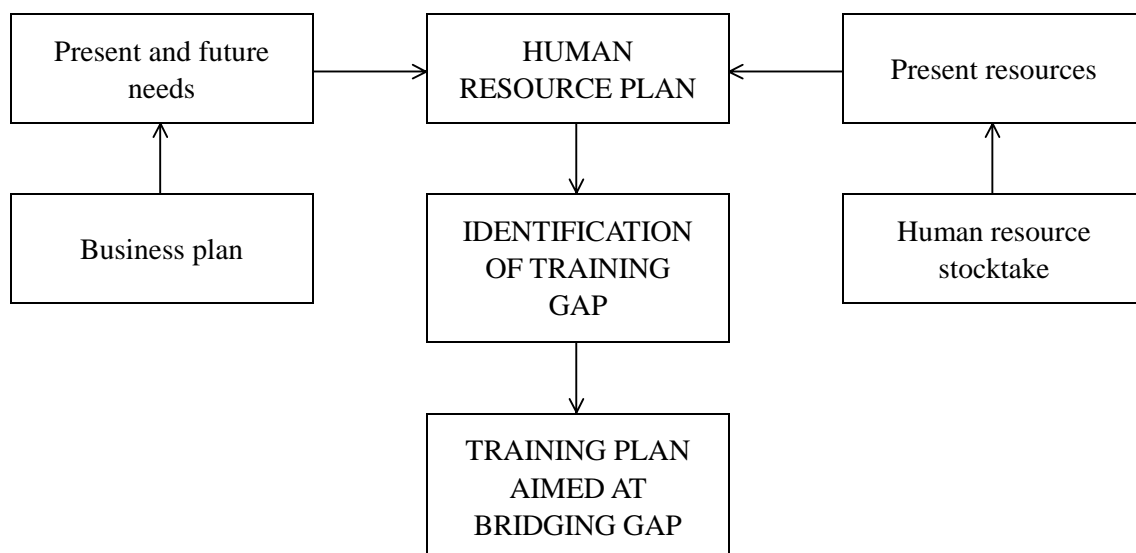 Present and future
needs
HUMAN
RESOURCE PLAN
Present resources
Business plan
IDENTIFICATION
OF TRAINING
GAP
Human resource
stocktake
TRAINING PLAN
AIMED AT
BRIDGING GAP